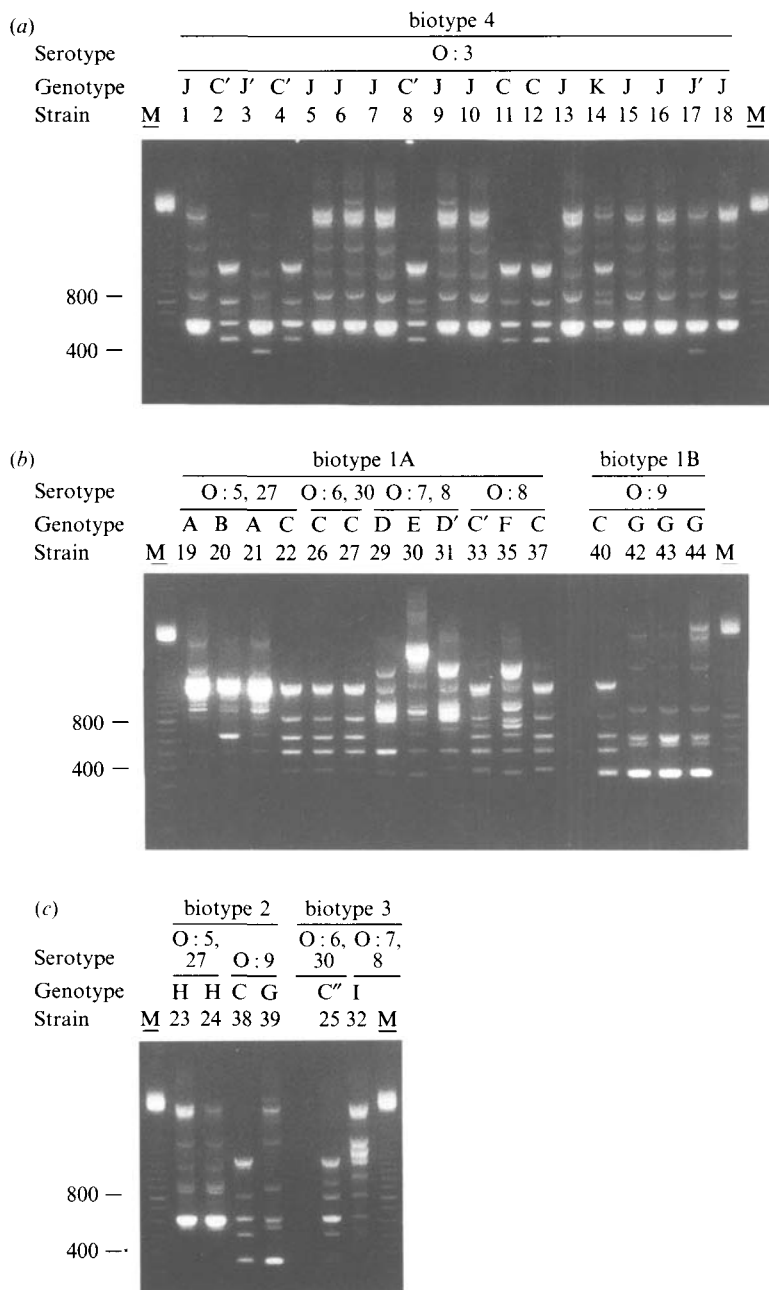 (a)
biotype 4
Serotype O : 3
Genotype J C′ J′ C′ J J J C′ J J C C J K J J J′ J
Strain M 1 2 3 4 5 6 7 8 9 10 11 12 13 14 15 16 17 18 M
800 —
400 —
(b)
biotype 1A biotype 1B
Serotype O : 5, 27 O : 6, 30 O : 7, 8 O : 8 O : 9
Genotype A B A C C C D E D′ C′ F C C G G G
Strain M 19 20 21 22 26 27 29 30 31 33 35 37 40 42 43 44 M
800 —
400 —
(c)
biotype 2 biotype 3
O : 5, O : 6, O : 7,
Serotype 27 O : 9 30 8
Genotype H H C G C″ I
Strain M 23 24 38 39 25 32 M
800 —
400 —